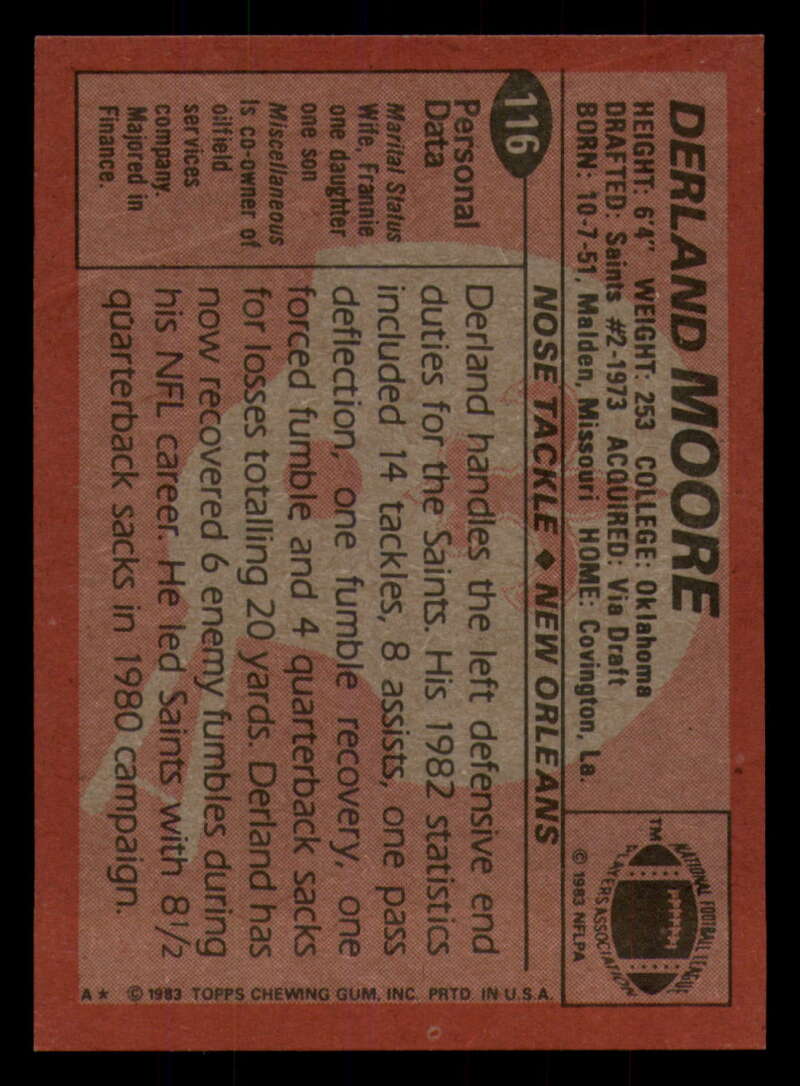 DERLAND MOORE
HEIGHT: 6'4" WEIGHT: 253 COLLEGE: Oklahoma
DRAFTED: Saints #2-1973 ACQUIRED: Via Draft
BORN: 10-7-51, Malden, Missouri HOME: Covington, La.
NATIONAL FOOTBALL LEAGUE
PLAYERS ASSOCIATION
TM
© 1983 NFLPA
116
NOSE TACKLE ♦ NEW ORLEANS
Personal
Data
Marital Status
Wife, Frannie
one daughter
one son
Miscellaneous
Is co-owner of
oilfield
services
company.
Majored in
Finance.
Derland handles the left defensive end
duties for the Saints. His 1982 statistics
included 14 tackles, 8 assists, one pass
deflection, one fumble recovery, one
forced fumble and 4 quarterback sacks
for losses totalling 20 yards. Derland has
now recovered 6 enemy fumbles during
his NFL career. He led Saints with 8½
quarterback sacks in 1980 campaign.
A★ © 1983 TOPPS CHEWING GUM, INC. PRTD. IN U.S.A.